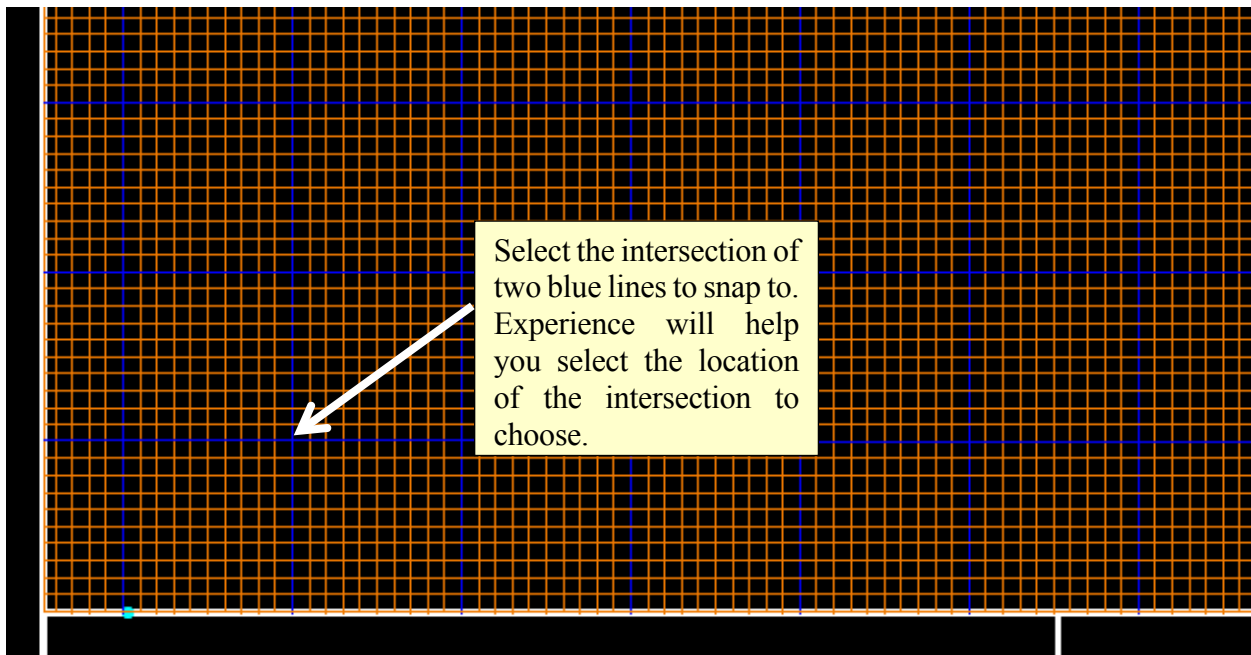 Select the intersection of
two blue lines to snap to.
Experience will help
you select the location
of the intersection to
choose.